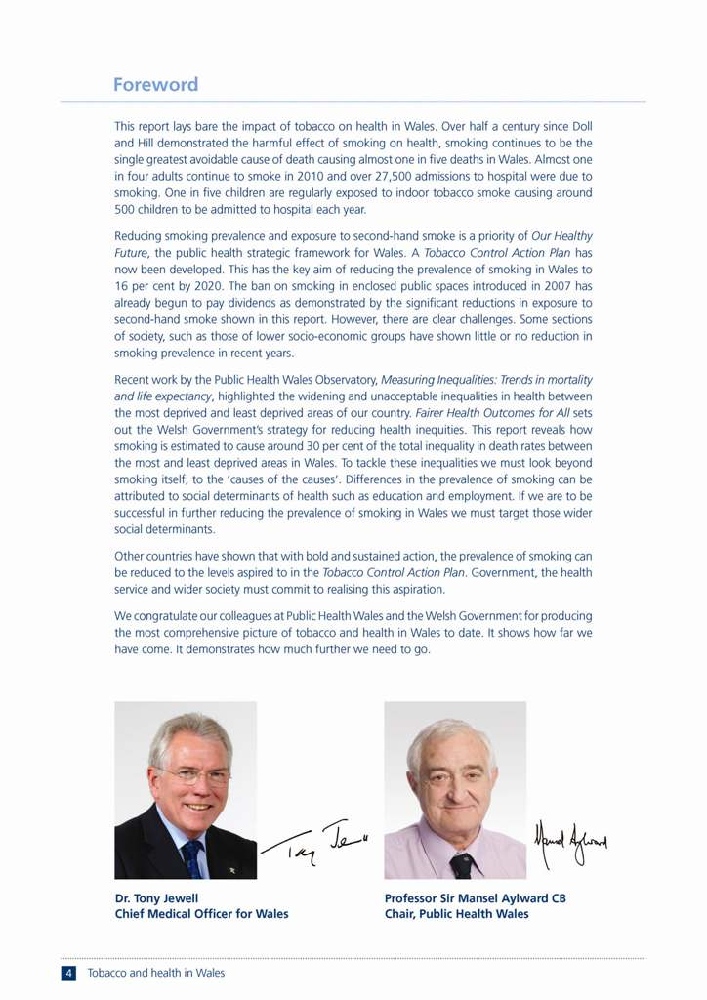 Foreword
This report lays bare the impact of tobacco on health in Wales. Over half a century since Doll
and Hill demonstrated the harmful effect of smoking on health, smoking continues to be the
single greatest avoidable cause of death causing almost one in five deaths in Wales. Almost one
in four adults continue to smoke in 2010 and over 27,500 admissions to hospital were due to
smoking. One in five children are regularly exposed to indoor tobacco smoke causing around
500 children to be admitted to hospital each year.
Reducing smoking prevalence and exposure to second-hand smoke is a priority of Our Healthy
Future, the public health strategic framework for Wales. A Tobacco Control Action Plan has
now been developed. This has the key aim of reducing the prevalence of smoking in Wales to
16 per cent by 2020. The ban on smoking in enclosed public spaces introduced in 2007 has
already begun to pay dividends as demonstrated by the significant reductions in exposure to
second-hand smoke shown in this report. However, there are clear challenges. Some sections
of society, such as those of lower socio-economic groups have shown little or no reduction in
smoking prevalence in recent years.
Recent work by the Public Health Wales Observatory, Measuring Inequalities: Trends in mortality
and life expectancy, highlighted the widening and unacceptable inequalities in health between
the most deprived and least deprived areas of our country. Fairer Health Outcomes for All sets
out the Welsh Government's strategy for reducing health inequities. This report reveals how
smoking is estimated to cause around 30 per cent of the total inequality in death rates between
the most and least deprived areas in Wales. To tackle these inequalities we must look beyond
smoking itself, to the 'causes of the causes'. Differences in the prevalence of smoking can be
attributed to social determinants of health such as education and employment. If we are to be
successful in further reducing the prevalence of smoking in Wales we must target those wider
social determinants.
Other countries have shown that with bold and sustained action, the prevalence of smoking can
be reduced to the levels aspired to in the Tobacco Control Action Plan. Government, the health
service and wider society must commit to realising this aspiration.
We congratulate our colleagues at Public Health Wales and the Welsh Government for producing
the most comprehensive picture of tobacco and health in Wales to date. It shows how far we
have come. It demonstrates how much further we need to go.
Tony Jewell
Mansel Aylward
Dr. Tony Jewell
Chief Medical Officer for Wales
Professor Sir Mansel Aylward CB
Chair, Public Health Wales
4 Tobacco and health in Wales